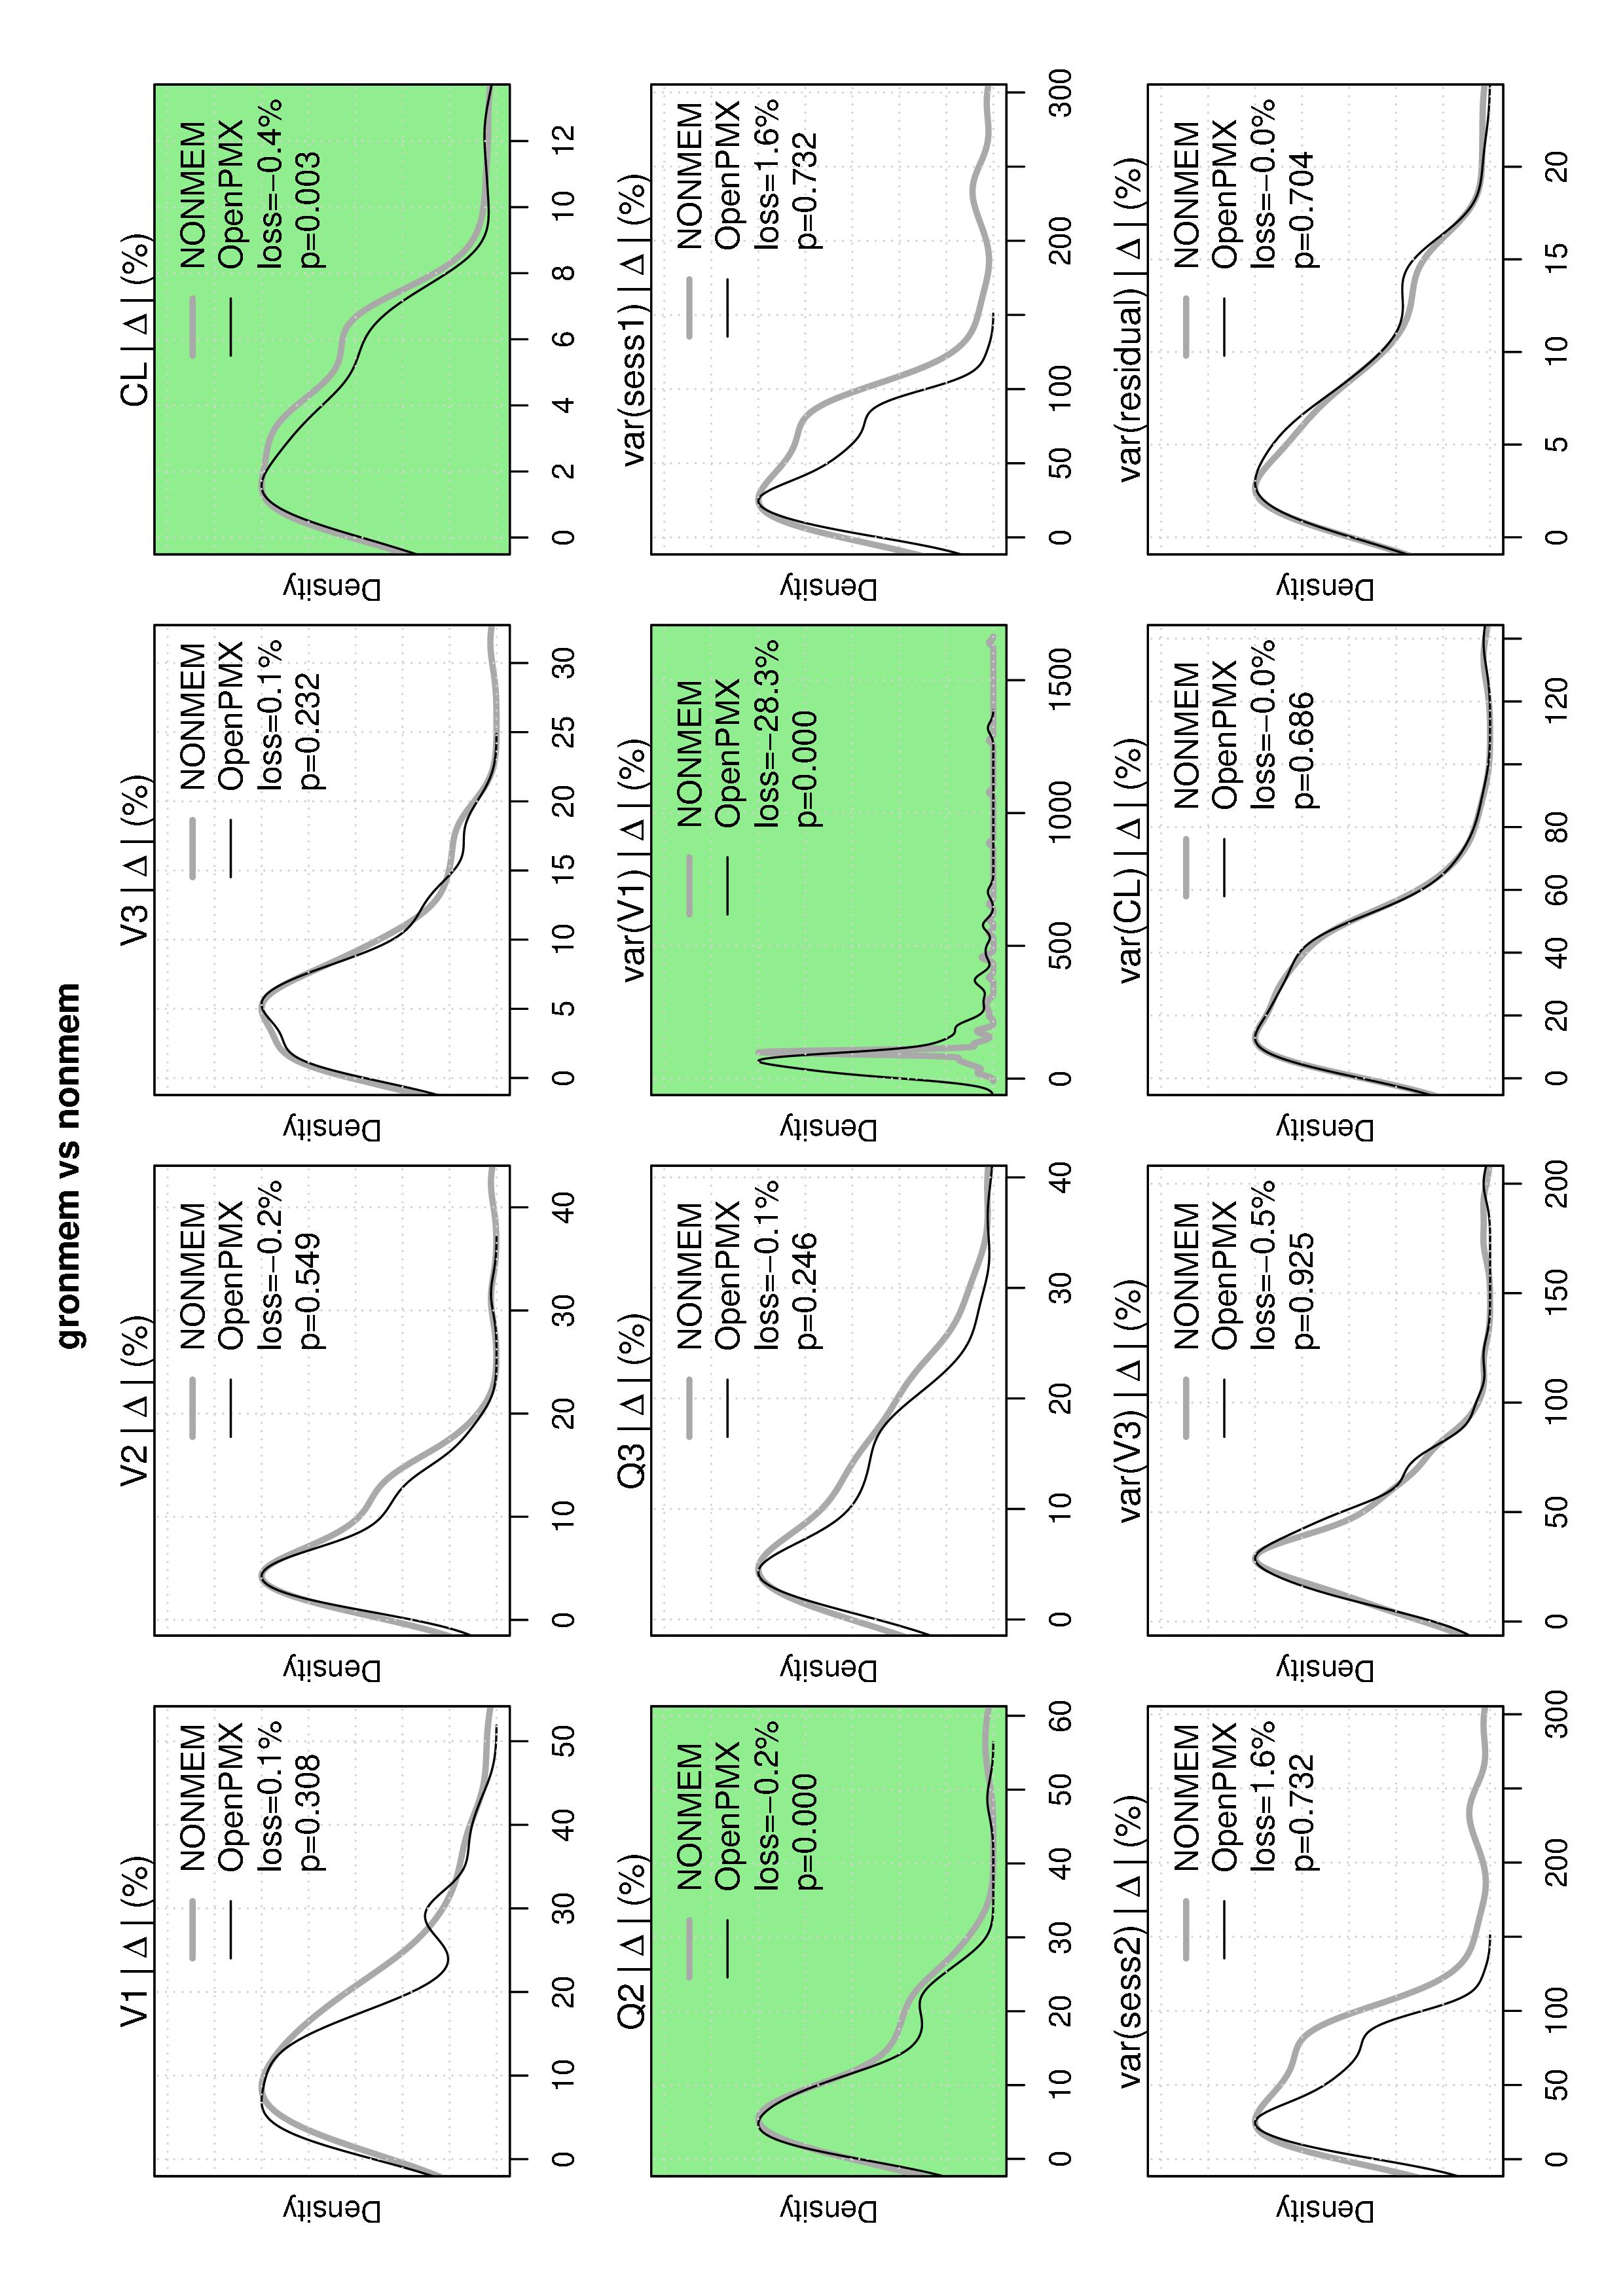 gronmem vs nonmem
V1 | Δ | (%)
Density
NONMEM
OpenPMX
loss=0.1%
p=0.308
0 10 20 30 40 50
V2 | Δ | (%)
Density
NONMEM
OpenPMX
loss=−0.2%
p=0.549
0 10 20 30 40
V3 | Δ | (%)
Density
NONMEM
OpenPMX
loss=0.1%
p=0.232
0 5 10 15 20 25 30
CL | Δ | (%)
Density
NONMEM
OpenPMX
loss=−0.4%
p=0.003
0 2 4 6 8 10 12
Q2 | Δ | (%)
Density
NONMEM
OpenPMX
loss=−0.2%
p=0.000
0 10 20 30 40 50 60
Q3 | Δ | (%)
Density
NONMEM
OpenPMX
loss=−0.1%
p=0.246
0 10 20 30 40
var(V1) | Δ | (%)
Density
NONMEM
OpenPMX
loss=−28.3%
p=0.000
0 500 1000 1500
var(sess1) | Δ | (%)
Density
NONMEM
OpenPMX
loss=1.6%
p=0.732
0 50 100 200 300
var(sess2) | Δ | (%)
Density
NONMEM
OpenPMX
loss=1.6%
p=0.732
0 50 100 200 300
var(V3) | Δ | (%)
Density
NONMEM
OpenPMX
loss=−0.5%
p=0.925
0 50 100 150 200
var(CL) | Δ | (%)
Density
NONMEM
OpenPMX
loss=−0.0%
p=0.686
0 20 40 60 80 120
var(residual) | Δ | (%)
Density
NONMEM
OpenPMX
loss=−0.0%
p=0.704
0 5 10 15 20